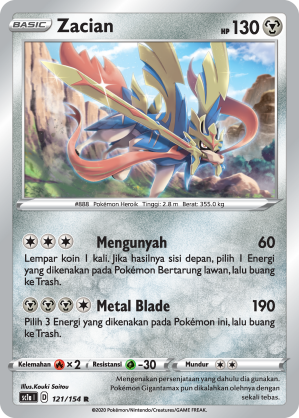 BASIC Zacian HP 130
#888 Pokémon Heroik Tinggi: 2.8 m Berat: 355.0 kg
Mengunyah 60
Lempar koin 1 kali. Jika hasilnya sisi depan, pilih 1 Energi
yang dikenakan pada Pokémon Bertarung lawan, lalu buang
ke Trash.
Metal Blade 190
Pilih 3 Energi yang dikenakan pada Pokémon ini, lalu buang
ke Trash.
Kelemahan ×2 Resistansi -30 Mundur
Illus. Kouki Saitou
sc1a I D 121/154 R
Menggunakan persenjataan yang dahulu ia gunakan,
Pokémon Gigantamax pun dikalahkan olehnya dengan
sekali tebas.
©2020 Pokémon/Nintendo/Creatures/GAME FREAK.